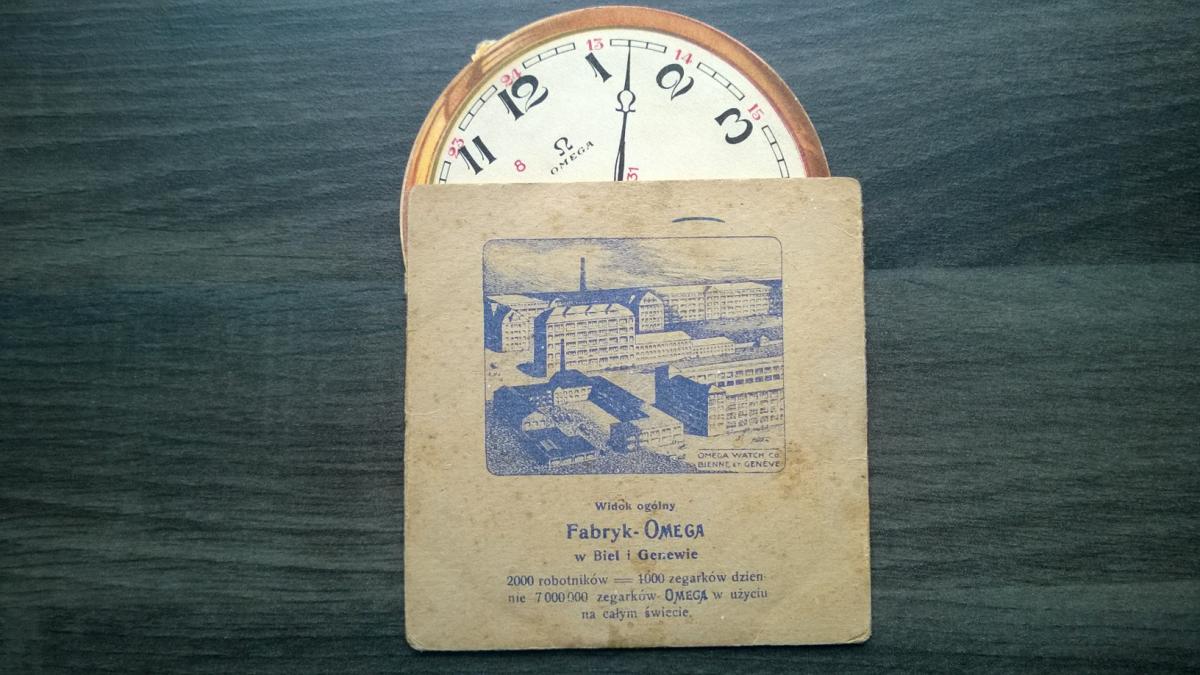 13
14
15
23
24
11
12
1
2
3
8
31
Ω
OMEGA
OMEGA WATCH Co.
BIENNE ET GENÈVE
Widok ogólny
Fabryk-OMEGA
w Biel i Genewie
2000 robotników = 1000 zegarków dzien-
nie 7000000 zegarków OMEGA w użyciu
na całym świecie.